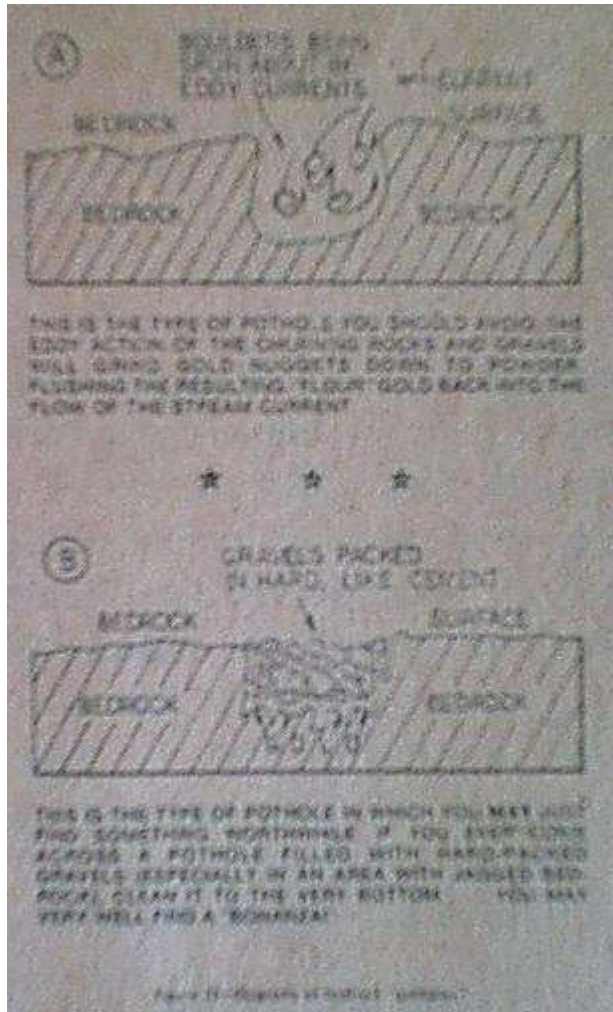 A
BOULDERS BEING
SPUN ABOUT IN
EDDY CURRENTS
CURRENT
BEDROCK
SURFACE
BEDROCK
BEDROCK
THIS IS THE TYPE OF POTHOLE YOU SHOULD AVOID. THE
EDDY ACTION OF THE CHURNING ROCKS AND GRAVELS
WILL GRIND GOLD NUGGETS DOWN TO POWDER,
FLUSHING THE RESULTING "FLOUR" GOLD BACK INTO THE
FLOW OF THE STREAM CURRENT
* * *
B
GRAVELS PACKED
IN HARD, LIKE CEMENT
BEDROCK
SURFACE
BEDROCK
BEDROCK
THIS IS THE TYPE OF POTHOLE IN WHICH YOU MAY JUST
FIND SOMETHING WORTHWHILE. IF YOU EVER COME
ACROSS A POTHOLE FILLED WITH HARD-PACKED
GRAVELS (ESPECIALLY IN AN AREA WITH JAGGED BED-
ROCK), CLEAN IT TO THE VERY BOTTOM. YOU MAY
VERY WELL FIND A "BONANZA!"
Diagrams of